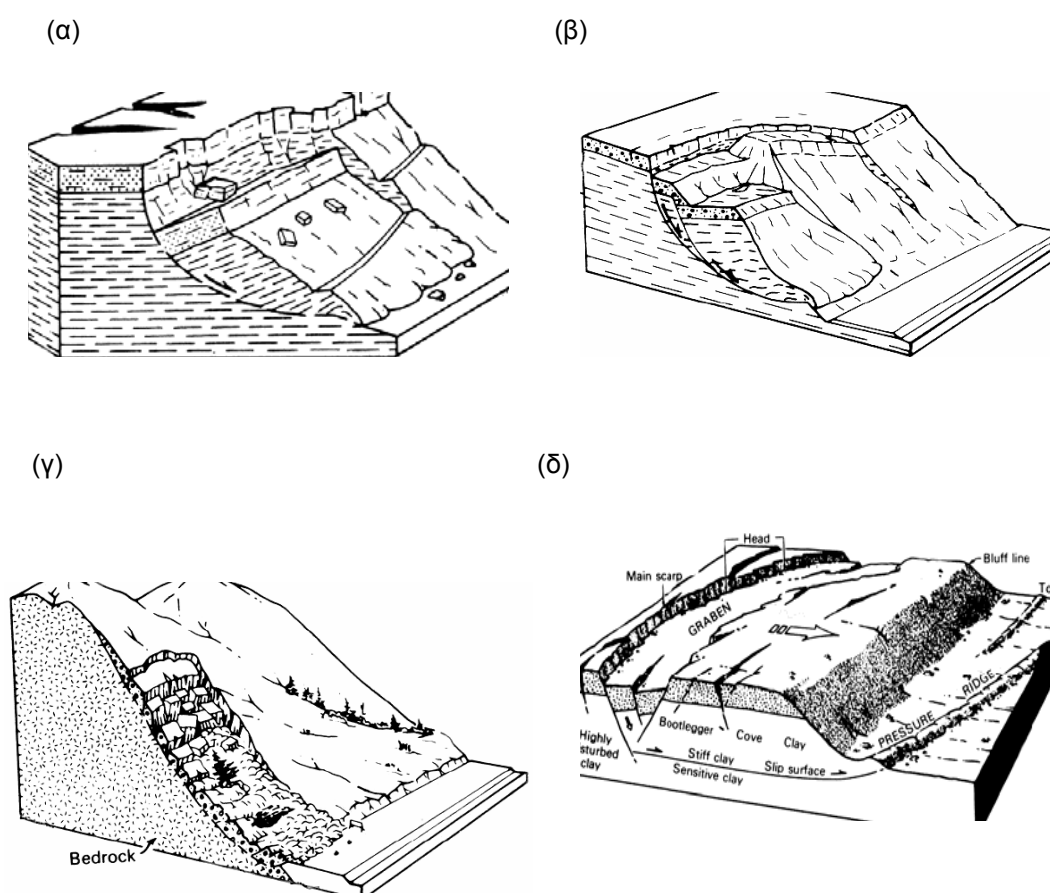 (α)
(β)
(γ)
Bedrock
(δ)
Head
Main scarp
Bluff line
GRABEN
PRESSURE RIDGE
Bootlegger Cove Clay
Highly
sturbed
clay
Stiff clay
Slip surface
Sensitive clay